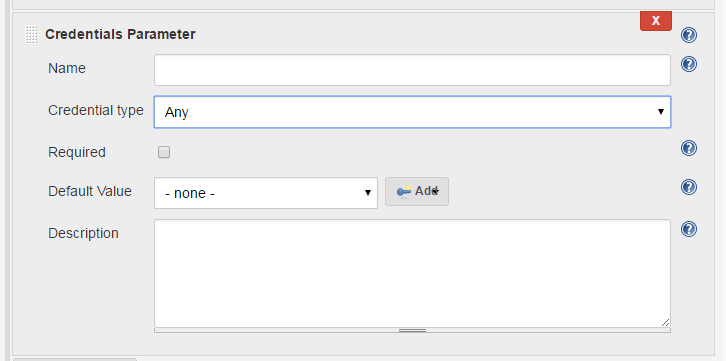 X
Credentials Parameter
Name
Credential type Any
Required
Default Value - none - Add
Description